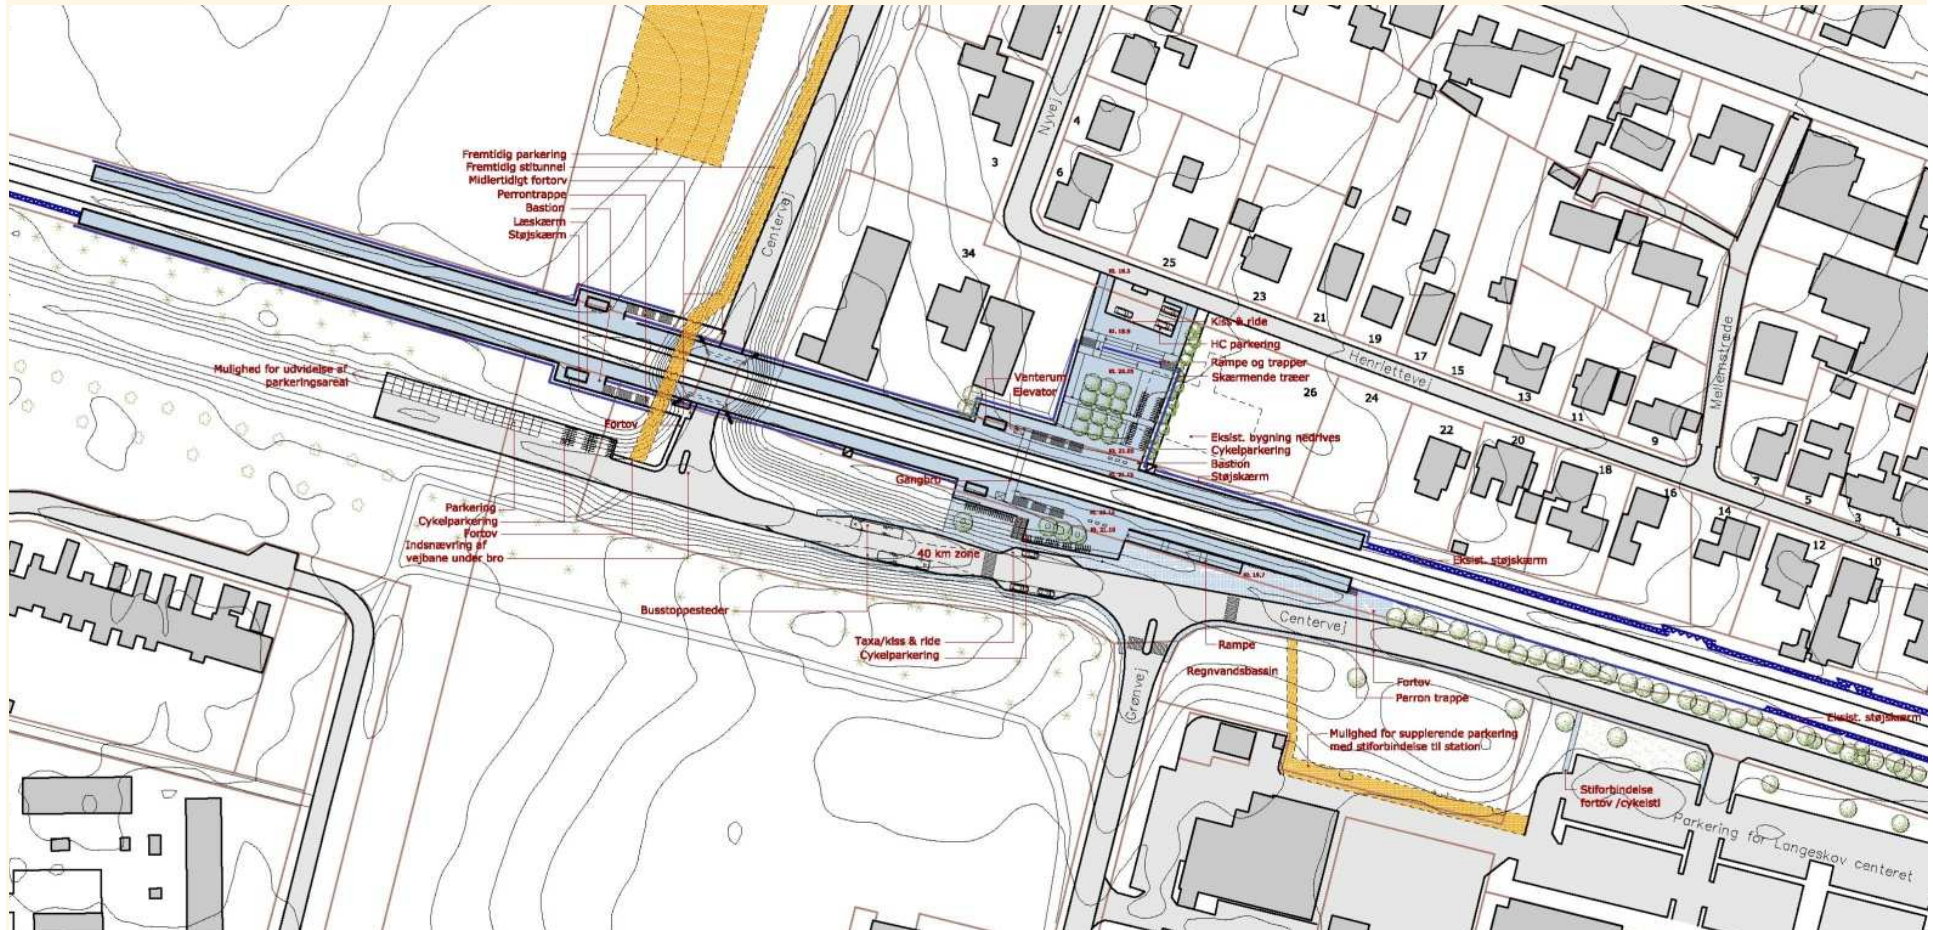 1
Nyvej
4
3
6
Fremtidig parkering
Fremtidig stitunnel
Midlertidigt fortorv
Perrontrappe
Bastion
Læskærm
Støjskærm
Centervej
34
25
23
21
19
17
15
13
11
9
7
5
3
1
Henriettevej
Mellemstræde
Kiss & ride
HC parkering
Rampe og trapper
Skærmende træer
26
24
22
20
18
16
14
12
10
Venterum
Elevator
Mulighed for udvidelse af
parkeringsareal
Fortov
Eksist. bygning nedrives
Cykelparkering
Bastion
Støjskærm
Gangbru
Parkering
Cykelparkering
Fortov
Indsnævring af
vejbane under bro
40 km zone
Eksist. støjskærm
Busstoppesteder
Taxa/kiss & ride
Cykelparkering
Centervej
Rampe
Regnvandsbassin
Grønvej
Fortov
Perron trappe
Eksist. støjskærm
Mulighed for supplerende parkering
med stiforbindelse til station
Stiforbindelse
fortov /cykelsti
Parkering for Langeskov centeret